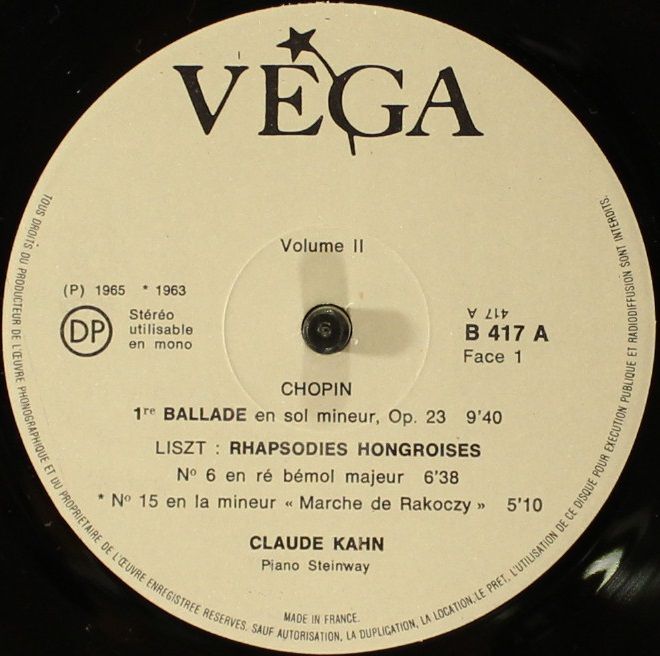 VEGA
Volume II
(P) 1965 * 1963
DP
Stéréo
utilisable
en mono
417 A
B 417 A
Face 1
CHOPIN
1re BALLADE en sol mineur, Op. 23 9'40
LISZT : RHAPSODIES HONGROISES
No 6 en ré bémol majeur 6'38
* No 15 en la mineur « Marche de Rakoczy » 5'10
CLAUDE KAHN
Piano Steinway
MADE IN FRANCE.
TOUS DROITS DU PRODUCTEUR DE L'ŒUVRE PHONOGRAPHIQUE ET DU PROPRIETAIRE DE L'ŒUVRE ENREGISTREE RESERVES. SAUF AUTORISATION, LA DUPLICATION, LA LOCATION, LE PRET, L'UTILISATION DE CE DISQUE POUR EXECUTION PUBLIQUE ET RADIODIFFUSION SONT INTERDITS.